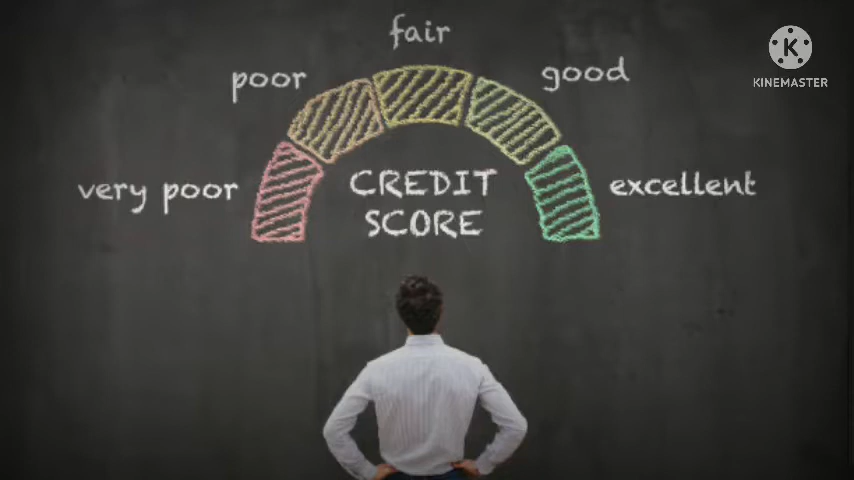 fair
poor
good
very poor
excellent
CREDIT
SCORE
KINEMASTER